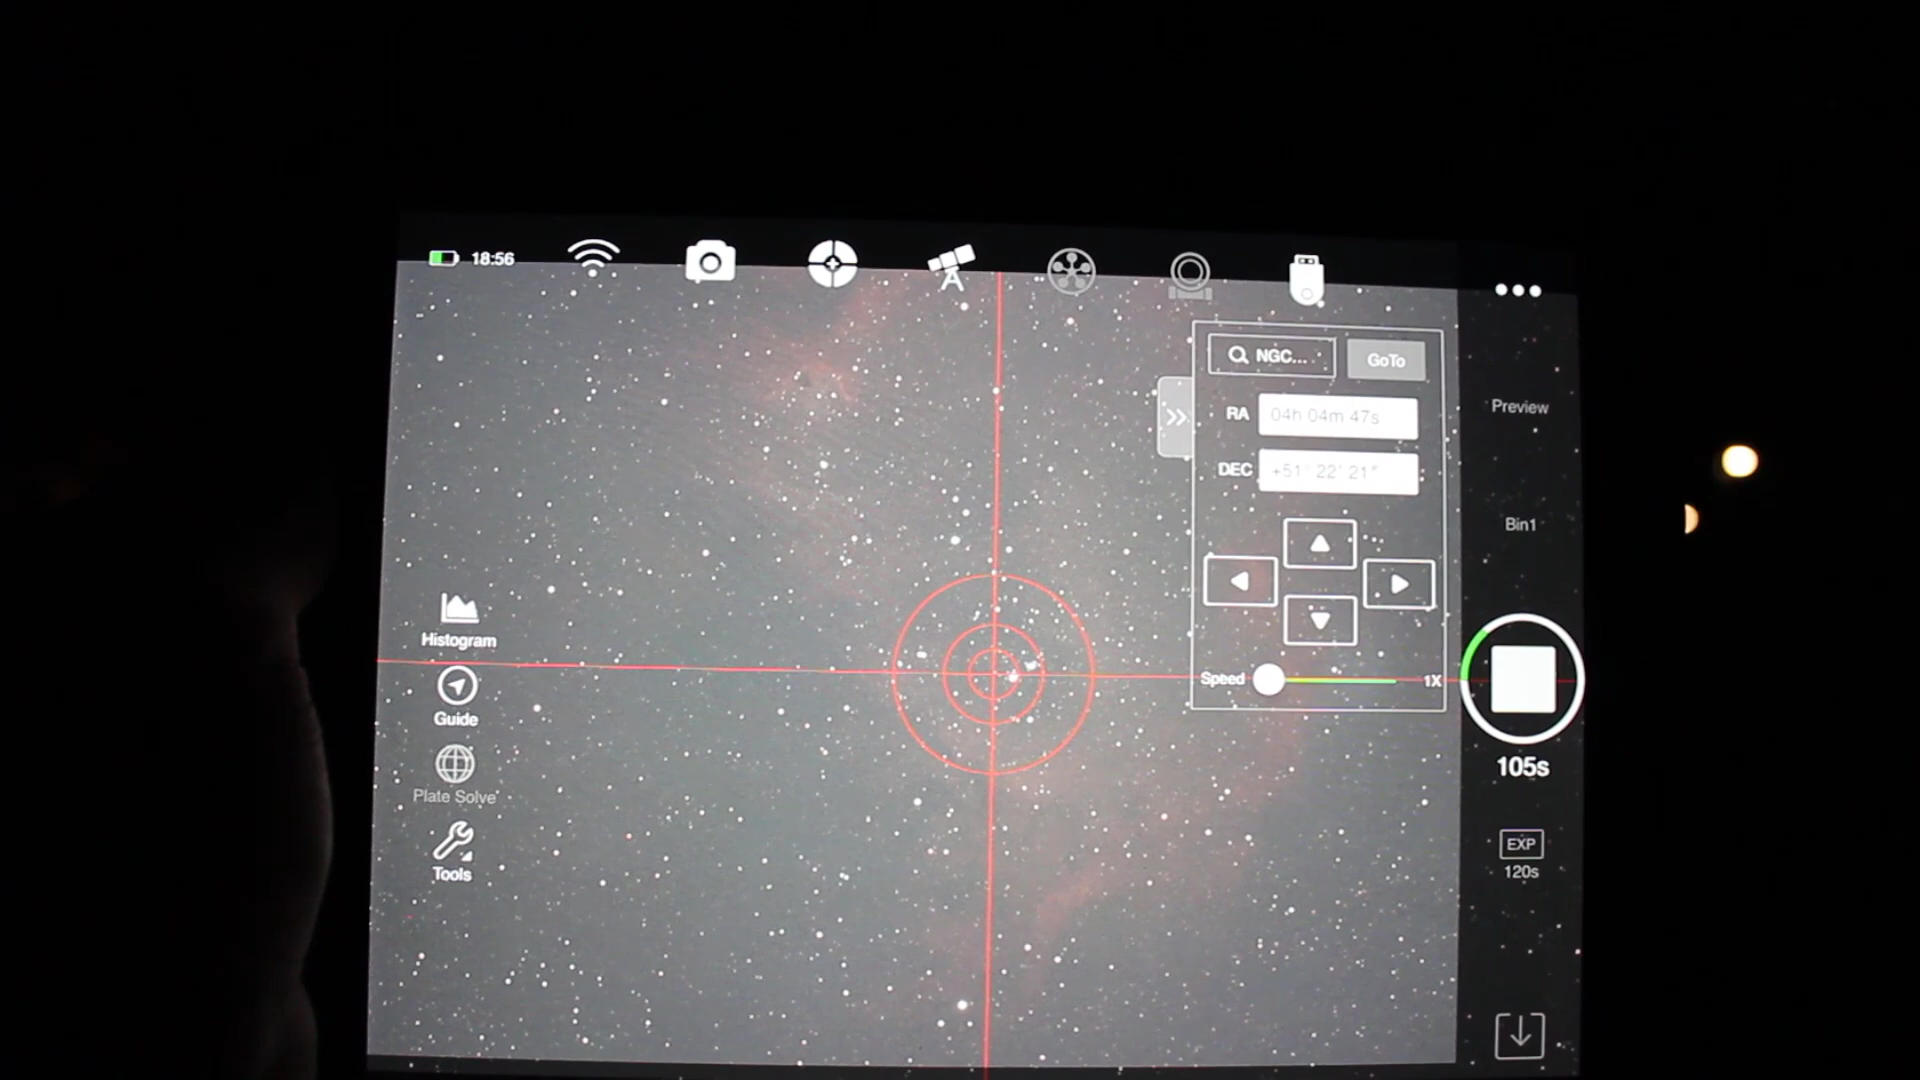 18:56
NGC...
GoTo
RA 04h 04m 47s
DEC +51° 22' 21"
Preview
Bin1
Histogram
Guide
Speed 1X
Plate Solve
105s
Tools
EXP
120s